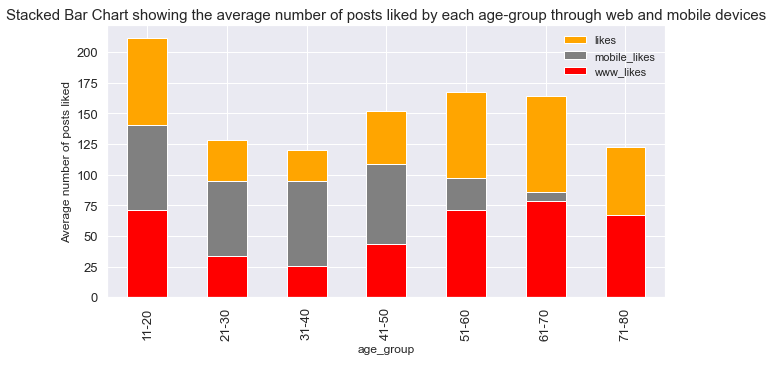 Stacked Bar Chart showing the average number of posts liked by each age-group through web and mobile devices
likes
mobile_likes
www_likes
Average number of posts liked
200
175
150
125
100
75
50
25
0
11-20
21-30
31-40
41-50
51-60
61-70
71-80
age_group